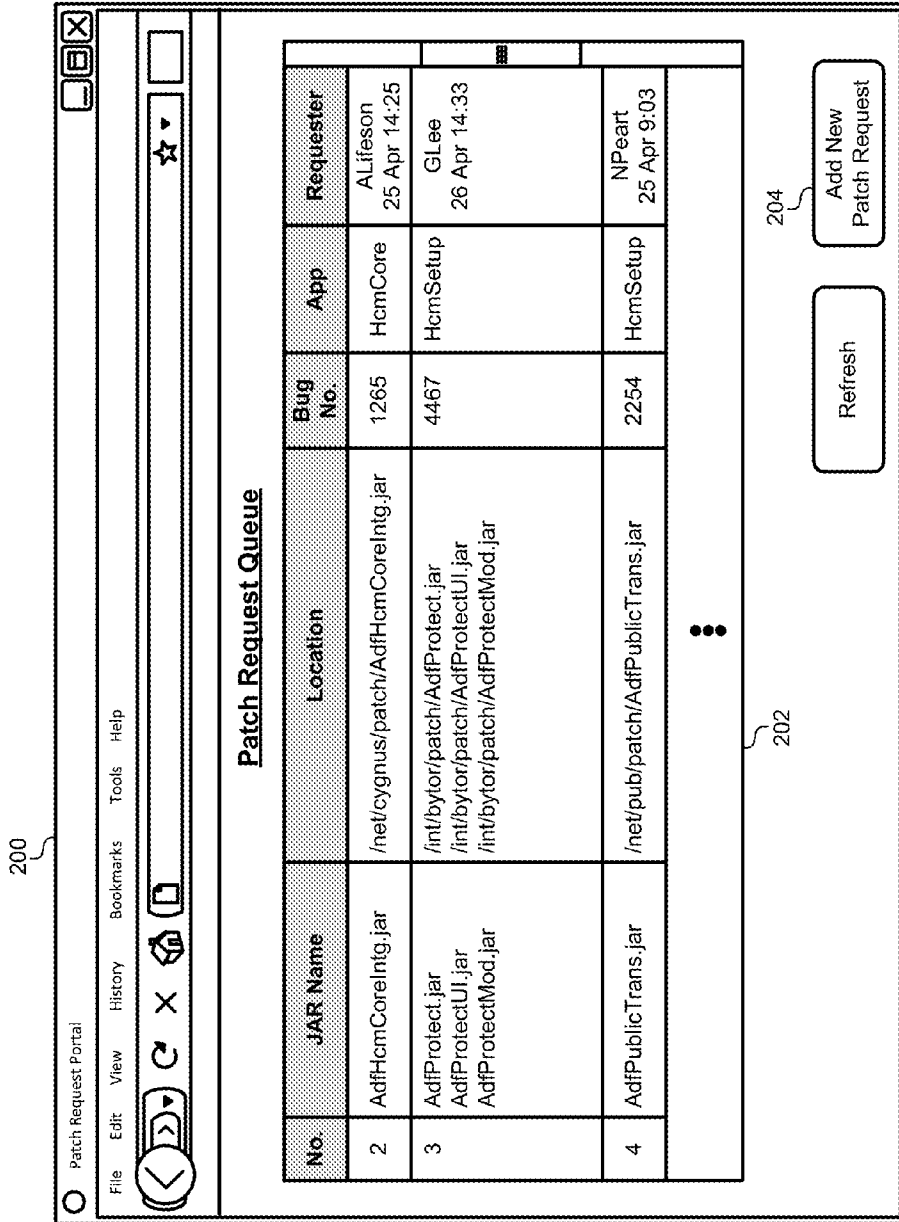 200
Patch Request Portal
File Edit View History Bookmarks Tools Help
Patch Request Queue
No. JAR Name Location Bug No. App Requester
2 AdfHcmCoreIntg.jar /net/cygnus/patch/AdfHcmCoreIntg.jar 1265 HcmCore ALifeson
25 Apr 14:25
3 AdfProtect.jar /int/bytor/patch/AdfProtect.jar 4467 HcmSetup GLee
AdfProtectUI.jar /int/bytor/patch/AdfProtectUI.jar 26 Apr 14:33
AdfProtectMod.jar /int/bytor/patch/AdfProtectMod.jar
4 AdfPublicTrans.jar /net/pub/patch/AdfPublicTrans.jar 2254 HcmSetup NPeart
25 Apr 9:03
202
204
Refresh
Add New
Patch Request